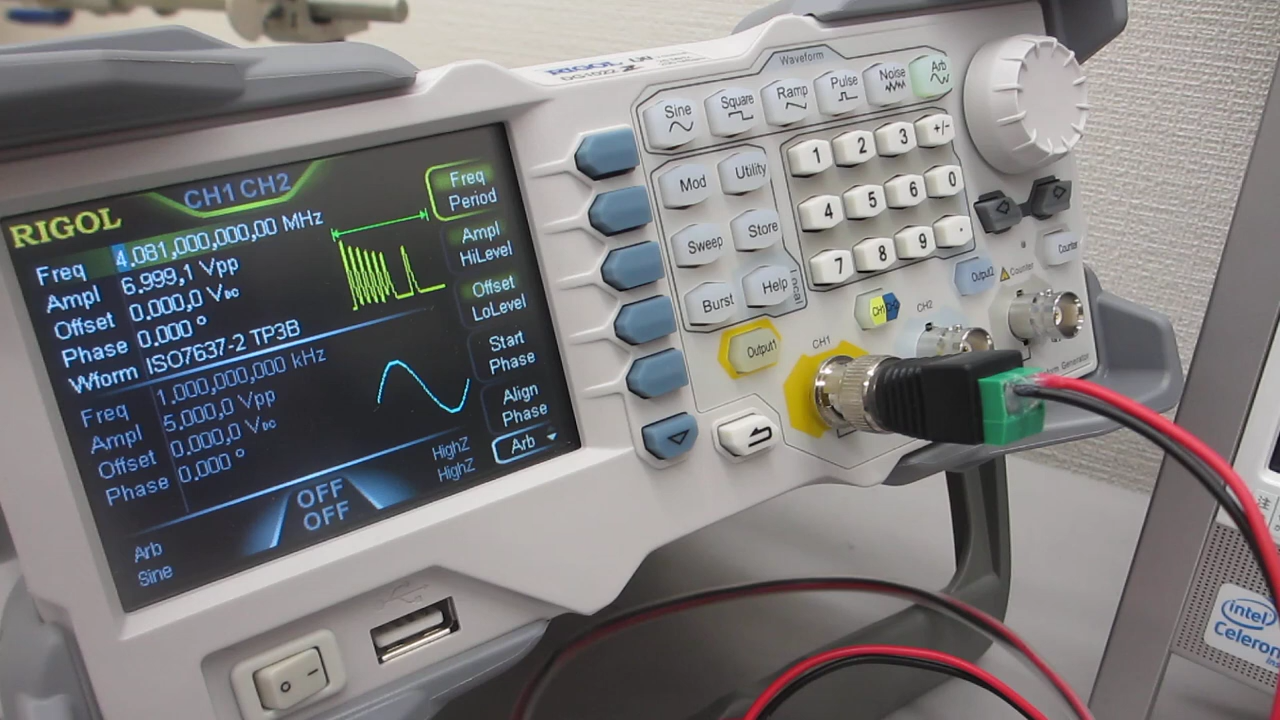 RIGOL
DG1022
CH1 CH2
RIGOL
Freq 4.081,000,000,00 MHz
Ampl 6.999,1 Vpp
Offset 0.000,0 VDC
Phase 0.000 °
Wform ISO7637-2 TP3B
Freq 1.000,000,000 kHz
Ampl 5.000,0 Vpp
Offset 0.000,0 VDC
Phase 0.000 °
HighZ
HighZ
OFF
OFF
Arb
Sine
Freq
Period
Ampl
HiLevel
Offset
LoLevel
Start
Phase
Align
Phase
Arb
Waveform
Sine Square Ramp Pulse Noise Arb
Mod Utility
Sweep Store
Burst Help
1 2 3 +/-
4 5 6 0
7 8 9 .
Output1
CH1
CH2
Output2
Counter
Counter
Generator
O I
intel
Celeron
注